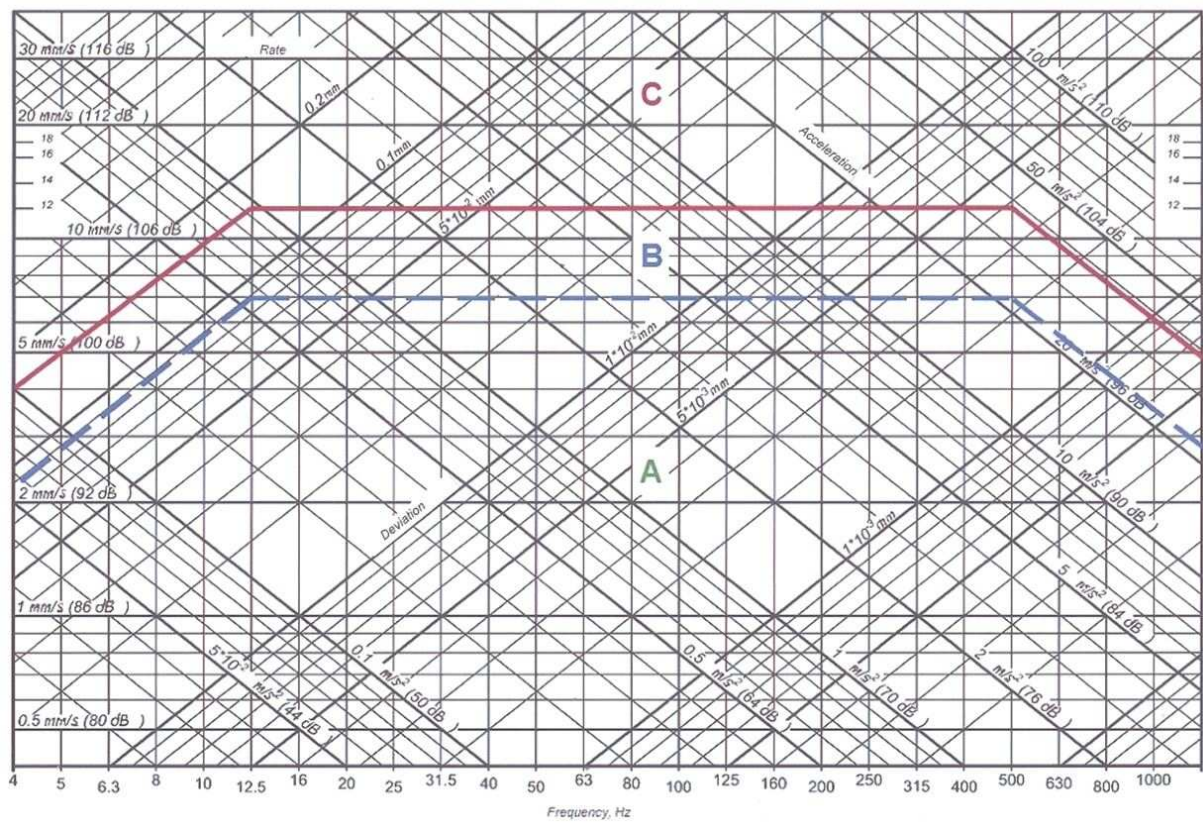 30 mm/s (116 dB )
Rate
C
100 m/s² (110 dB )
0.2mm
20 mm/s (112 dB )
Acceleration
18
16
14
12
18
16
14
12
0.1mm
50 m/s² (104 dB )
5*10² mm
10 mm/s (106 dB )
B
5 mm/s (100 dB )
1*10⁻² mm
20 m/s² (96 dB )
5*10³ mm
A
10 m/s² (90 dB )
2 mm/s (92 dB )
Deviation
1*10³ mm
5 m/s² (84 dB )
1 mm/s (86 dB )
5*10⁻² m/s² (44 dB )
0.1 m/s² (50 dB )
0.5 m/s² (64 dB )
1 m/s² (70 dB )
2 m/s² (76 dB )
0.5 mm/s (80 dB )
4 5 6.3 8 10 12.5 16 20 25 31.5 40 50 63 80 100 125 160 200 250 315 400 500 630 800 1000
Frequency, Hz